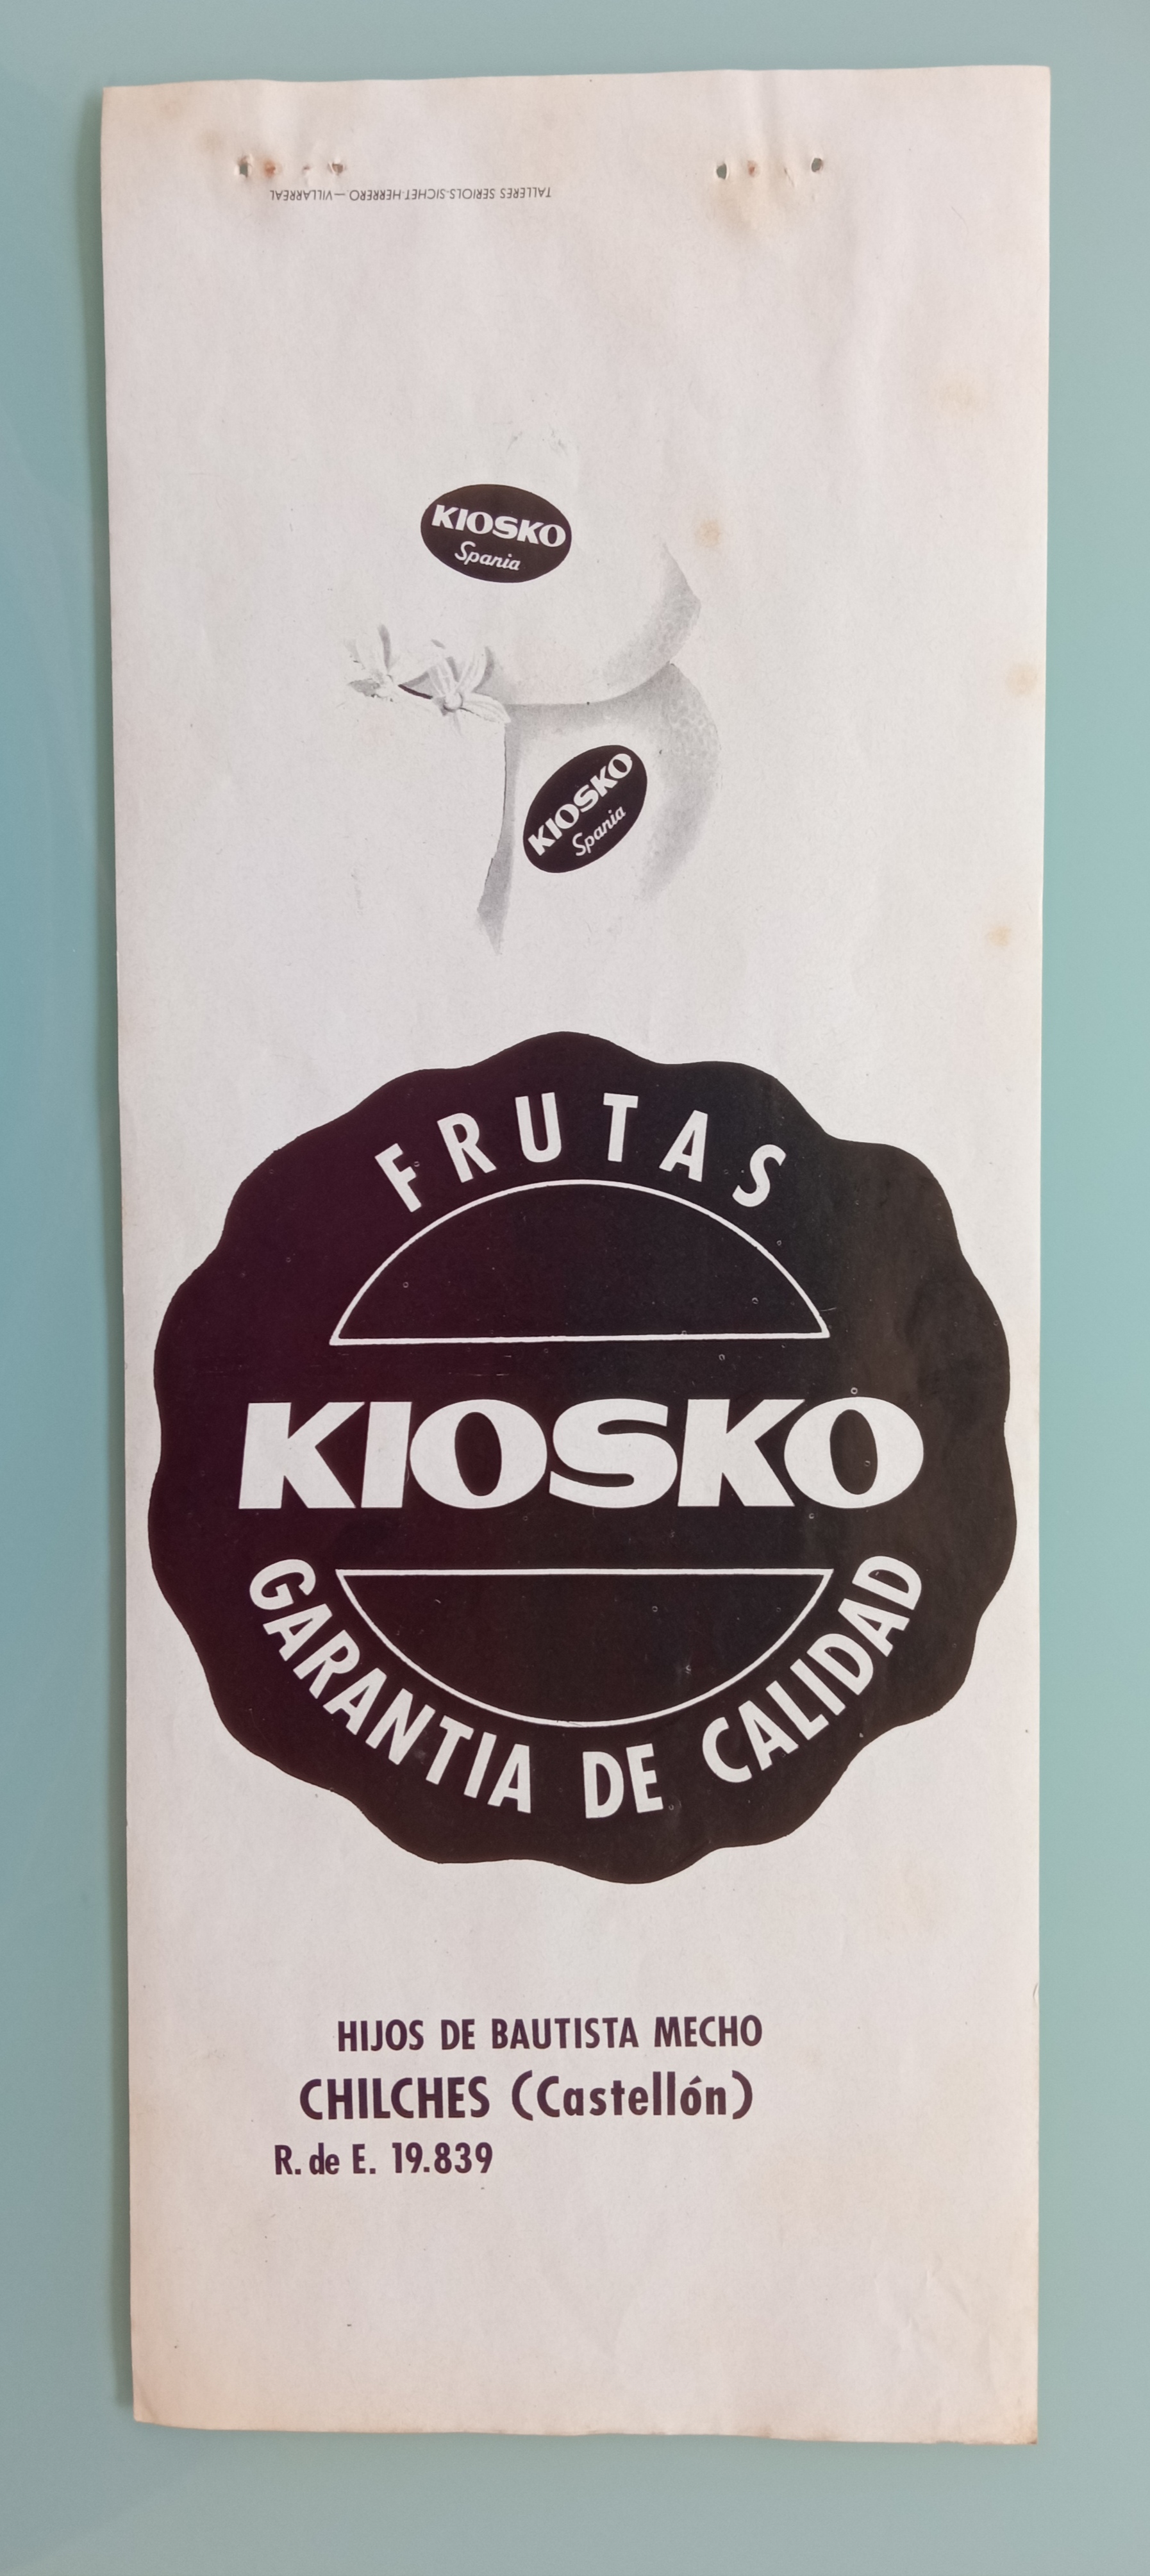 TALLERES SERIOLS-SICHET-HERRERO — VILLARREAL
KIOSKO
Spania
KIOSKO
Spania
FRUTAS
KIOSKO
GARANTIA DE CALIDAD
HIJOS DE BAUTISTA MECHO
CHILCHES (Castellón)
R. de E. 19.839